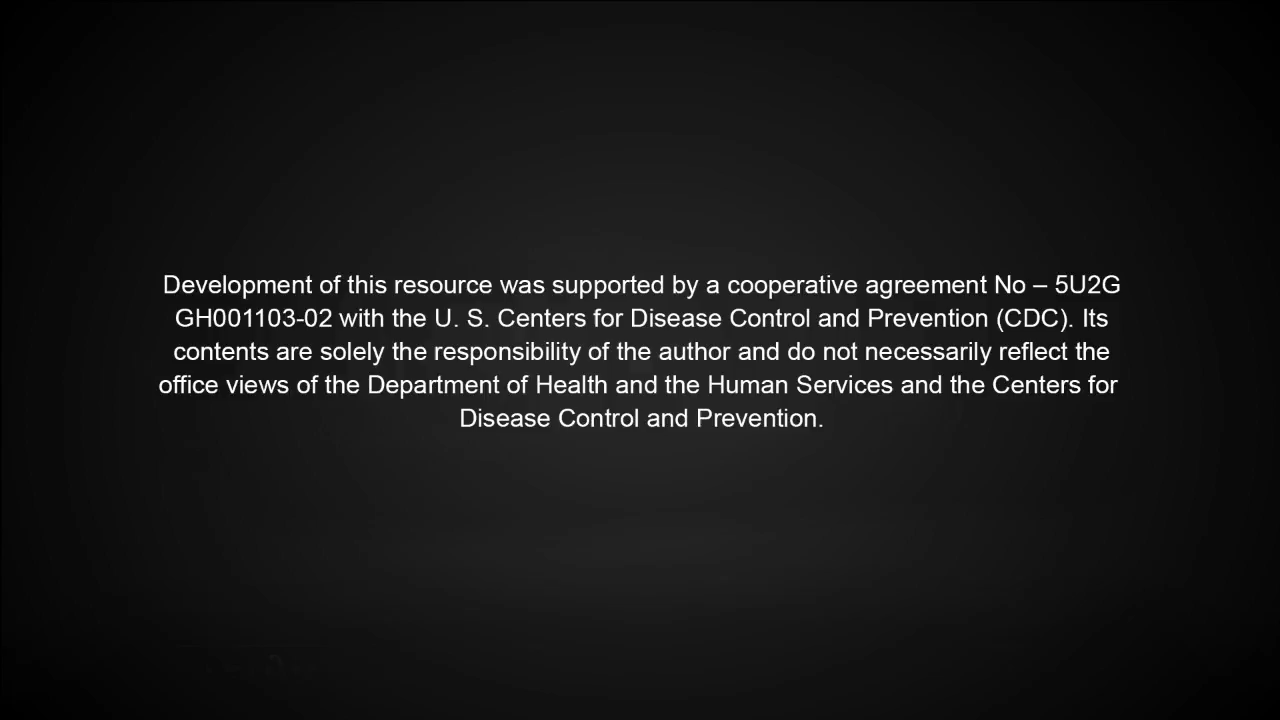 Development of this resource was supported by a cooperative agreement No – 5U2G
GH001103-02 with the U. S. Centers for Disease Control and Prevention (CDC). Its
contents are solely the responsibility of the author and do not necessarily reflect the
office views of the Department of Health and the Human Services and the Centers for
Disease Control and Prevention.